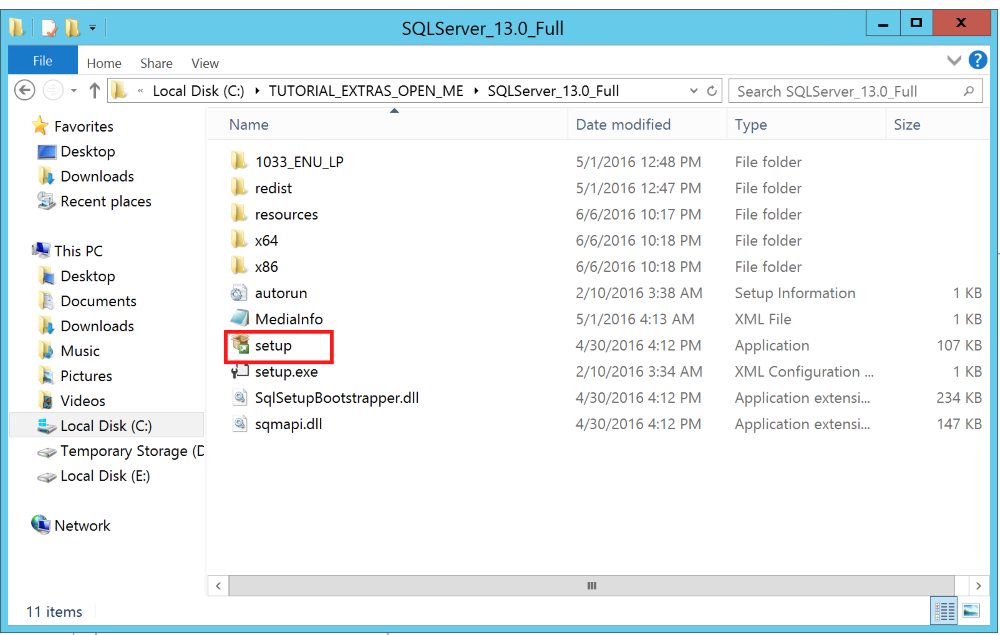 SQLServer_13.0_Full
File Home Share View
« Local Disk (C:) ▸ TUTORIAL_EXTRAS_OPEN_ME ▸ SQLServer_13.0_Full Search SQLServer_13.0_Full
Favorites
Desktop
Downloads
Recent places
This PC
Desktop
Documents
Downloads
Music
Pictures
Videos
Local Disk (C:)
Temporary Storage (D
Local Disk (E:)
Network
Name Date modified Type Size
1033_ENU_LP 5/1/2016 12:48 PM File folder
redist 5/1/2016 12:47 PM File folder
resources 6/6/2016 10:17 PM File folder
x64 6/6/2016 10:18 PM File folder
x86 6/6/2016 10:18 PM File folder
autorun 2/10/2016 3:38 AM Setup Information 1 KB
MediaInfo 5/1/2016 4:13 AM XML File 1 KB
setup 4/30/2016 4:12 PM Application 107 KB
setup.exe 2/10/2016 3:34 AM XML Configuration ... 1 KB
SqlSetupBootstrapper.dll 4/30/2016 4:12 PM Application extensi... 234 KB
sqmapi.dll 4/30/2016 4:12 PM Application extensi... 147 KB
11 items